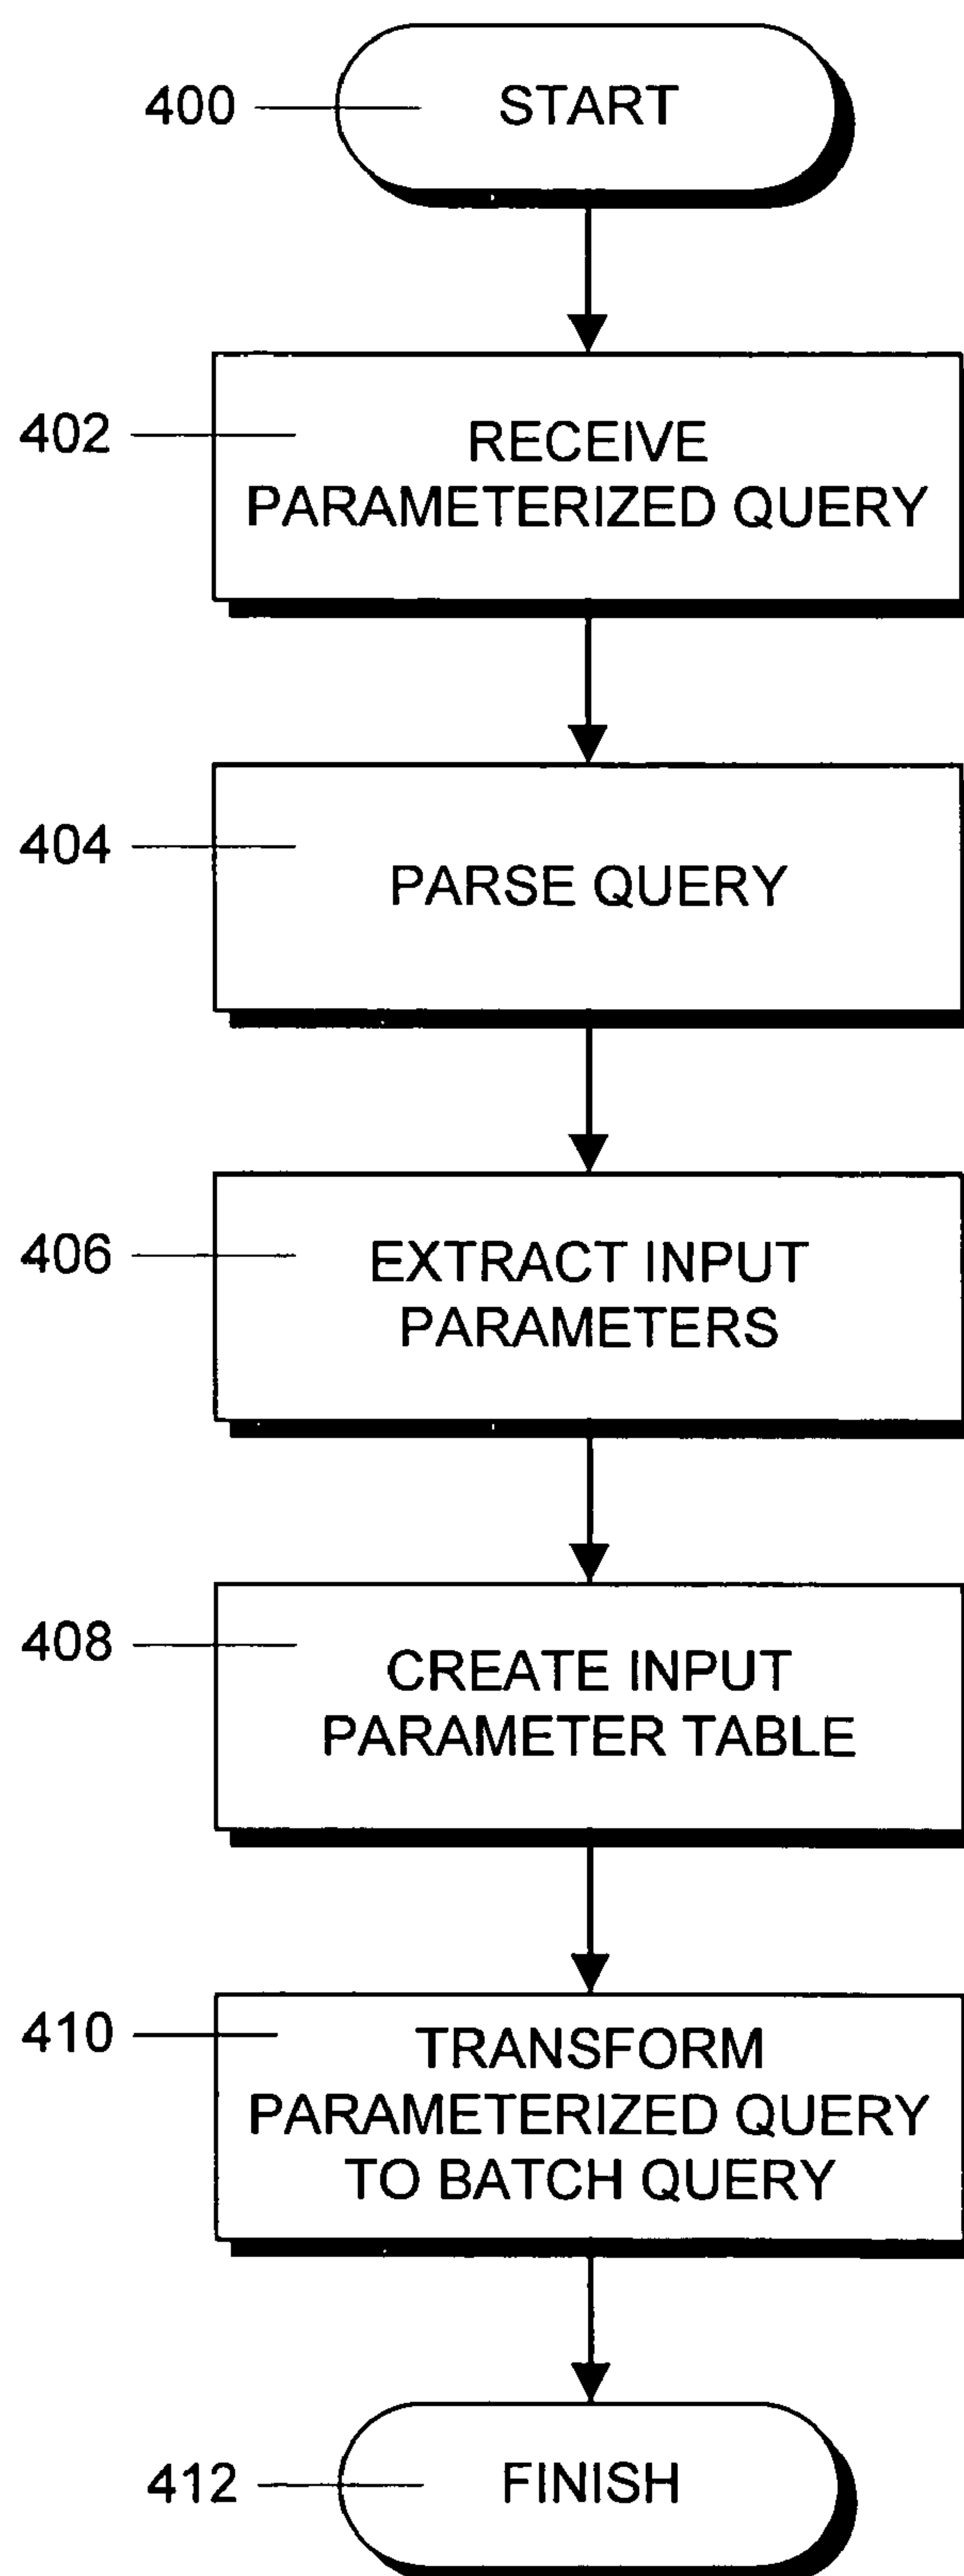 400
START
402
RECEIVE
PARAMETERIZED QUERY
404
PARSE QUERY
406
EXTRACT INPUT
PARAMETERS
408
CREATE INPUT
PARAMETER TABLE
410
TRANSFORM
PARAMETERIZED QUERY
TO BATCH QUERY
412
FINISH